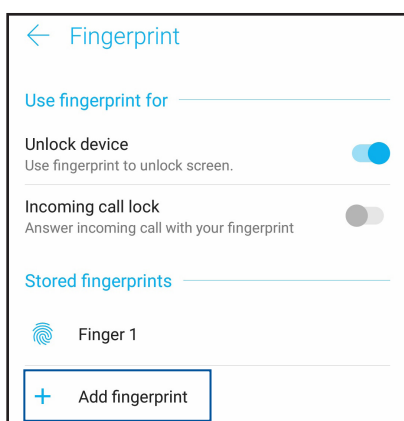 Fingerprint
Use fingerprint for
Unlock device
Use fingerprint to unlock screen.
Incoming call lock
Answer incoming call with your fingerprint
Stored fingerprints
Finger 1
Add fingerprint